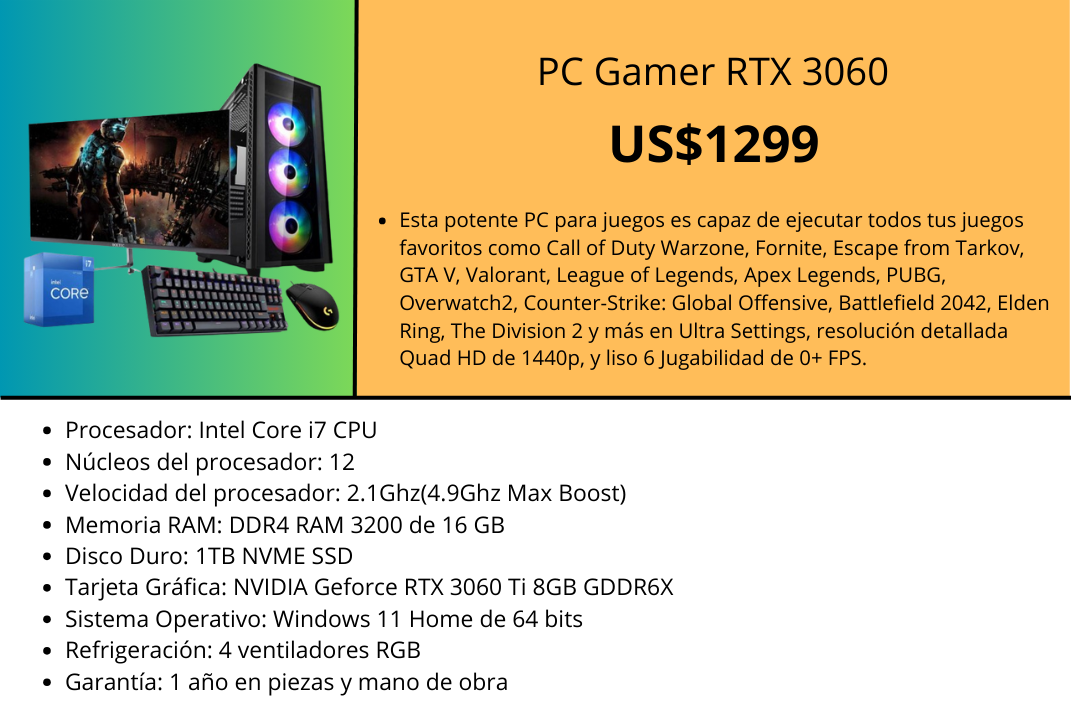 PC Gamer RTX 3060
US$1299
• Esta potente PC para juegos es capaz de ejecutar todos tus juegos
favoritos como Call of Duty Warzone, Fornite, Escape from Tarkov,
GTA V, Valorant, League of Legends, Apex Legends, PUBG,
Overwatch2, Counter-Strike: Global Offensive, Battlefield 2042, Elden
Ring, The Division 2 y más en Ultra Settings, resolución detallada
Quad HD de 1440p, y liso 6 Jugabilidad de 0+ FPS.
i7
intel
CORE
• Procesador: Intel Core i7 CPU
• Núcleos del procesador: 12
• Velocidad del procesador: 2.1Ghz(4.9Ghz Max Boost)
• Memoria RAM: DDR4 RAM 3200 de 16 GB
• Disco Duro: 1TB NVME SSD
• Tarjeta Gráfica: NVIDIA Geforce RTX 3060 Ti 8GB GDDR6X
• Sistema Operativo: Windows 11 Home de 64 bits
• Refrigeración: 4 ventiladores RGB
• Garantía: 1 año en piezas y mano de obra